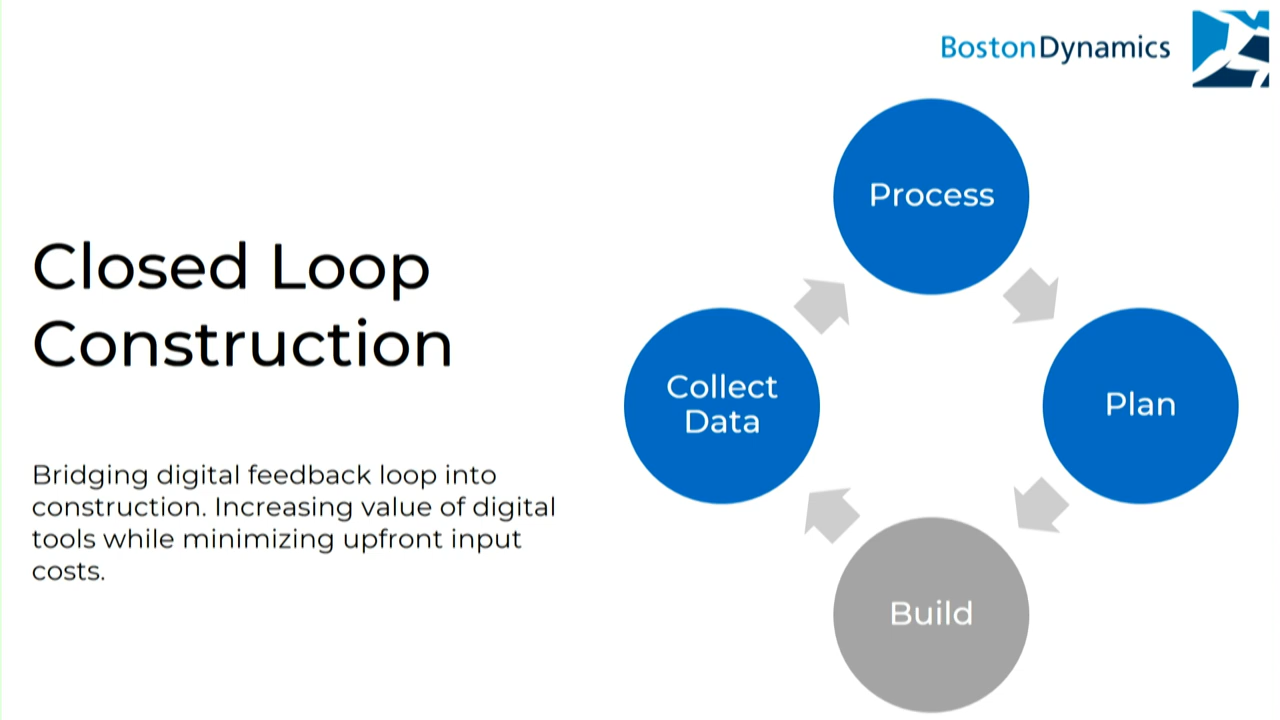 BostonDynamics
Process
Closed Loop
Construction
Collect
Data
Plan
Bridging digital feedback loop into
construction. Increasing value of digital
tools while minimizing upfront input
costs.
Build